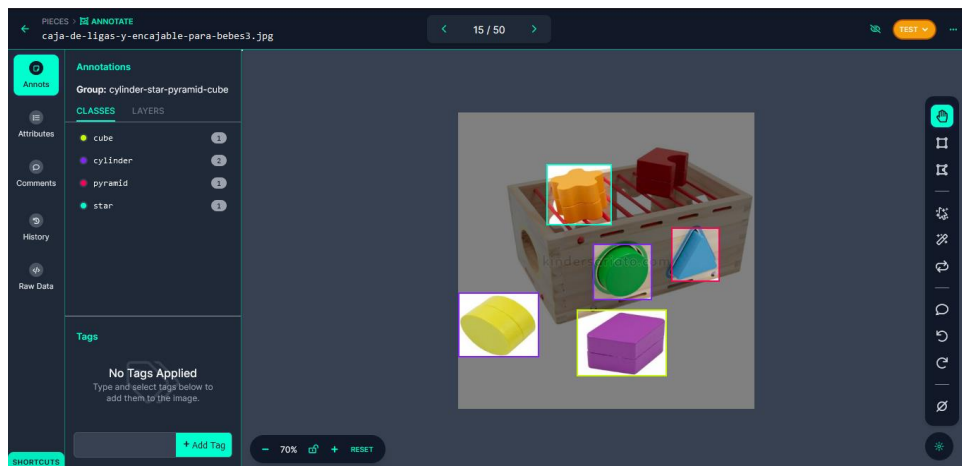 PIECES > ANNOTATE
caja-de-ligas-y-encajable-para-bebes3.jpg
15 / 50
TEST
Annots
Attributes
Comments
History
Raw Data
SHORTCUTS
Annotations
Group: cylinder-star-pyramid-cube
CLASSES LAYERS
cube 1
cylinder 2
pyramid 1
star 1
Tags
No Tags Applied
Type and select tags below to
add them to the image.
+ Add Tag
70% + RESET